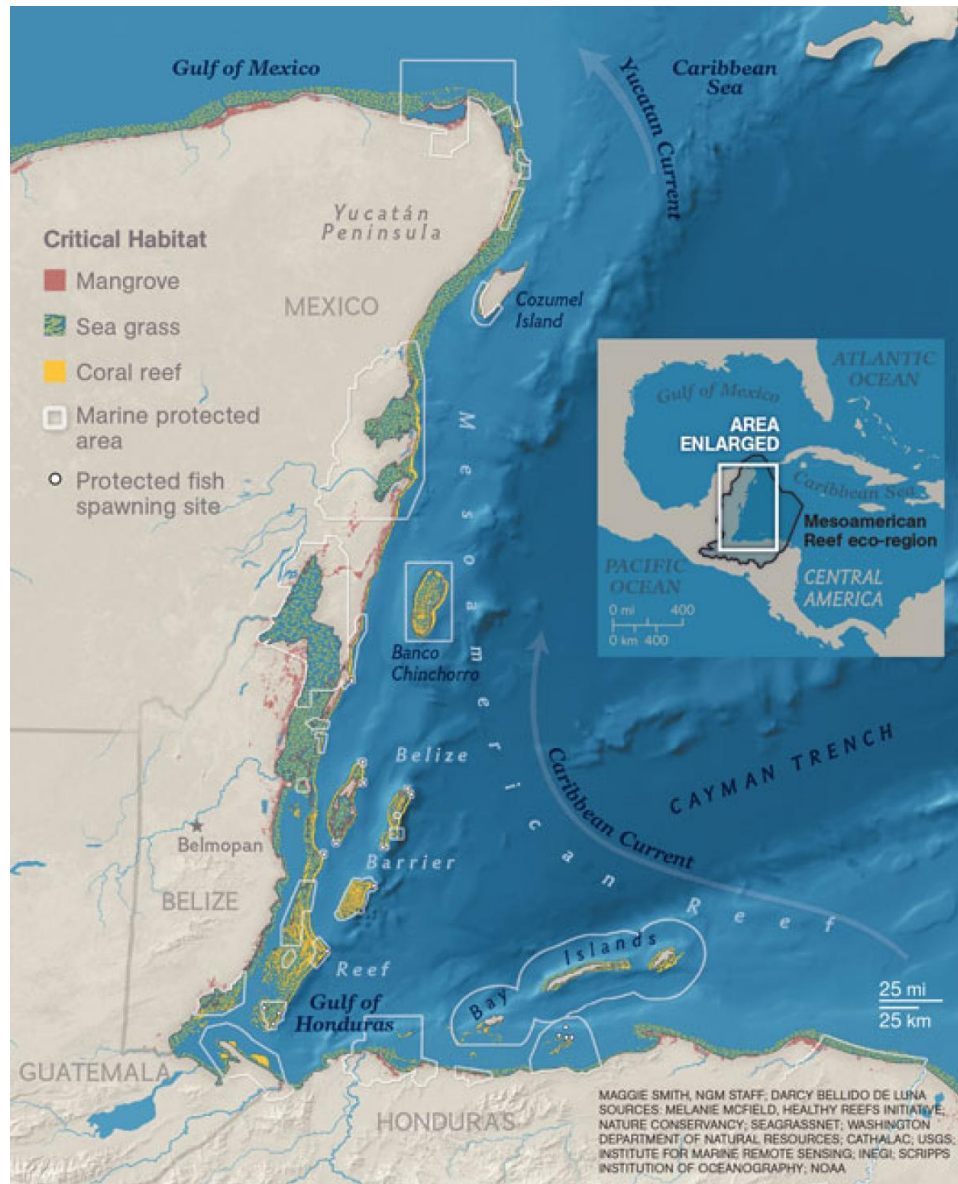 Gulf of Mexico
Caribbean
Sea
Yucatan Current
Yucatán
Peninsula
Critical Habitat
Mangrove
Sea grass
Coral reef
Marine protected
area
Protected fish
spawning site
MEXICO
Cozumel
Island
ATLANTIC
OCEAN
Gulf of Mexico
AREA
ENLARGED
Caribbean Sea
Mesoamerican
Reef eco-region
PACIFIC
OCEAN
CENTRAL
AMERICA
0 mi 400
0 km 400
Mesoamerican Reef
Banco
Chinchorro
Belize
Barrier
Reef
CAYMAN TRENCH
Caribbean Current
Belmopan
BELIZE
Bay Islands
Gulf of
Honduras
25 mi
25 km
GUATEMALA
HONDURAS
MAGGIE SMITH, NGM STAFF; DARCY BELLIDO DE LUNA
SOURCES: MELANIE MCFIELD, HEALTHY REEFS INITIATIVE;
NATURE CONSERVANCY; SEAGRASSNET; WASHINGTON
DEPARTMENT OF NATURAL RESOURCES; CATHALAC; USGS;
INSTITUTE FOR MARINE REMOTE SENSING; INEGI; SCRIPPS
INSTITUTION OF OCEANOGRAPHY; NOAA